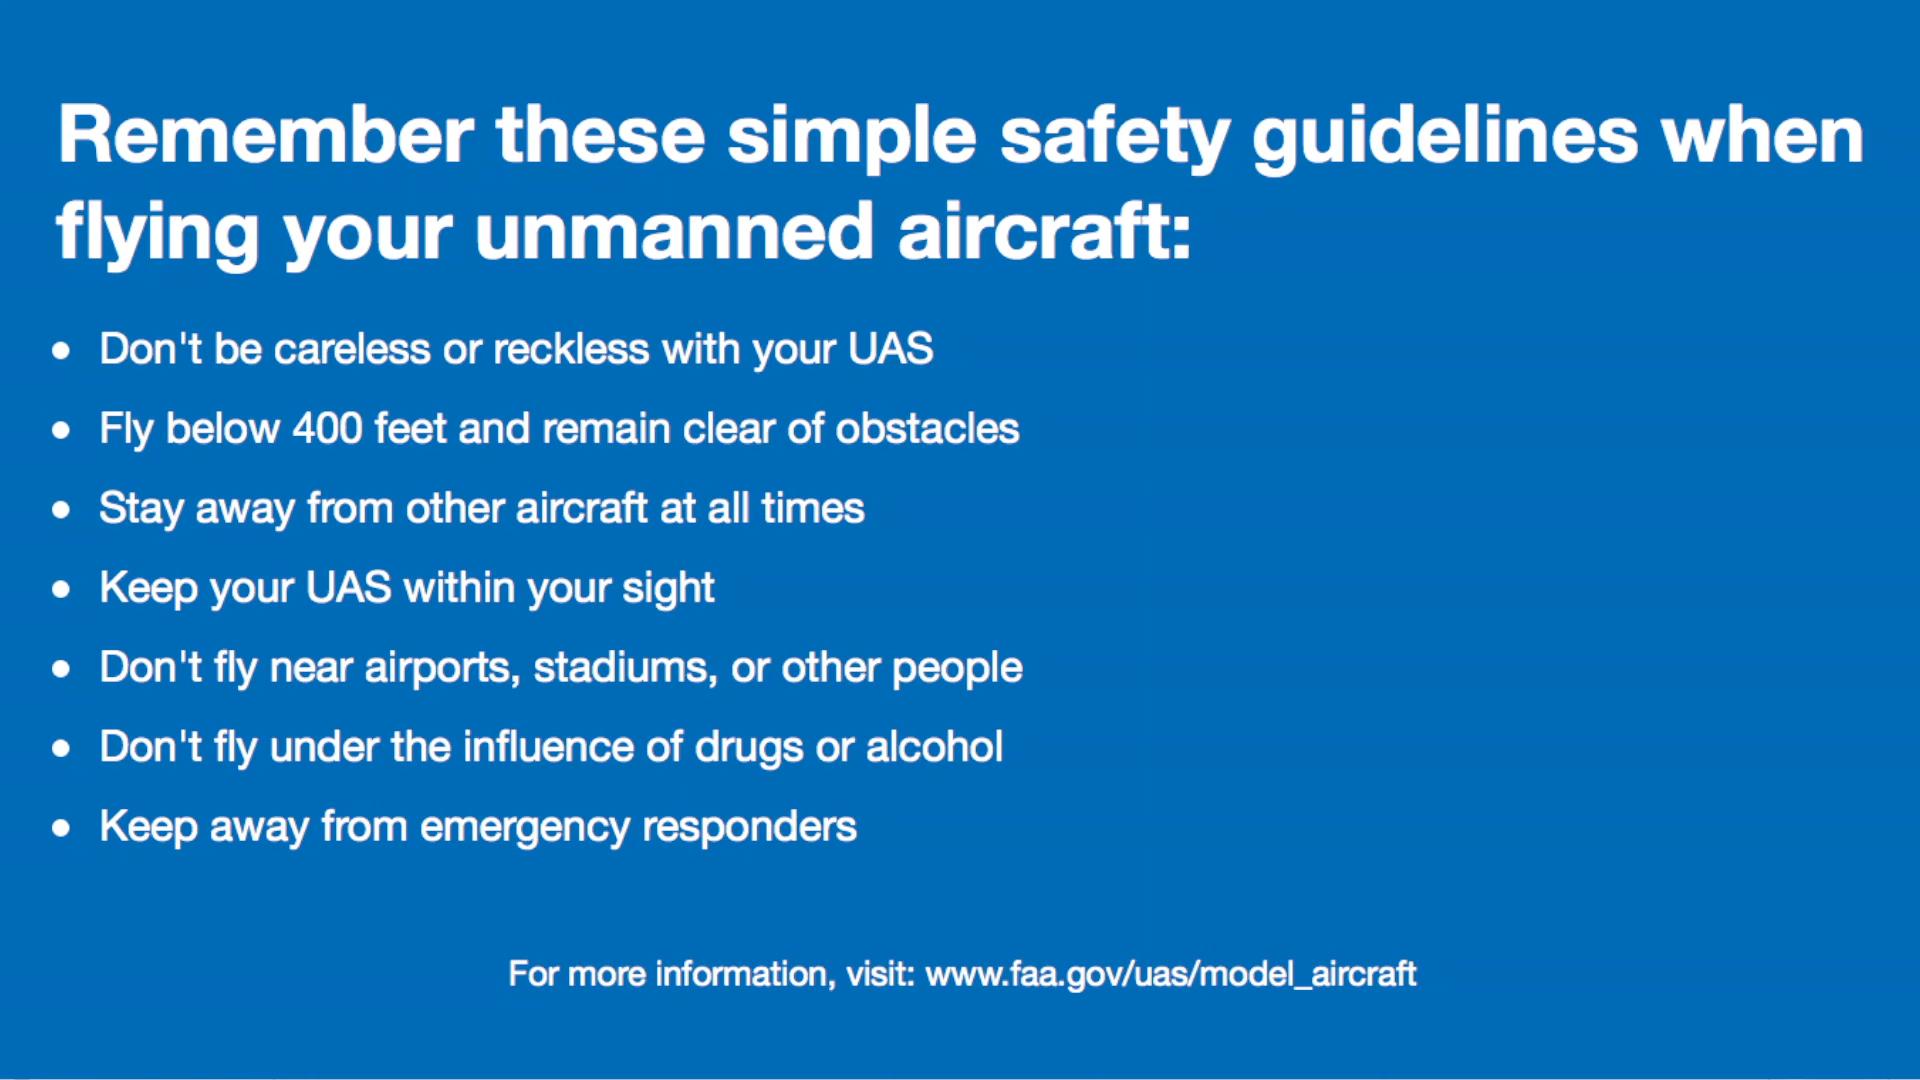 Remember these simple safety guidelines when
flying your unmanned aircraft:
• Don't be careless or reckless with your UAS
• Fly below 400 feet and remain clear of obstacles
• Stay away from other aircraft at all times
• Keep your UAS within your sight
• Don't fly near airports, stadiums, or other people
• Don't fly under the influence of drugs or alcohol
• Keep away from emergency responders
For more information, visit: www.faa.gov/uas/model_aircraft